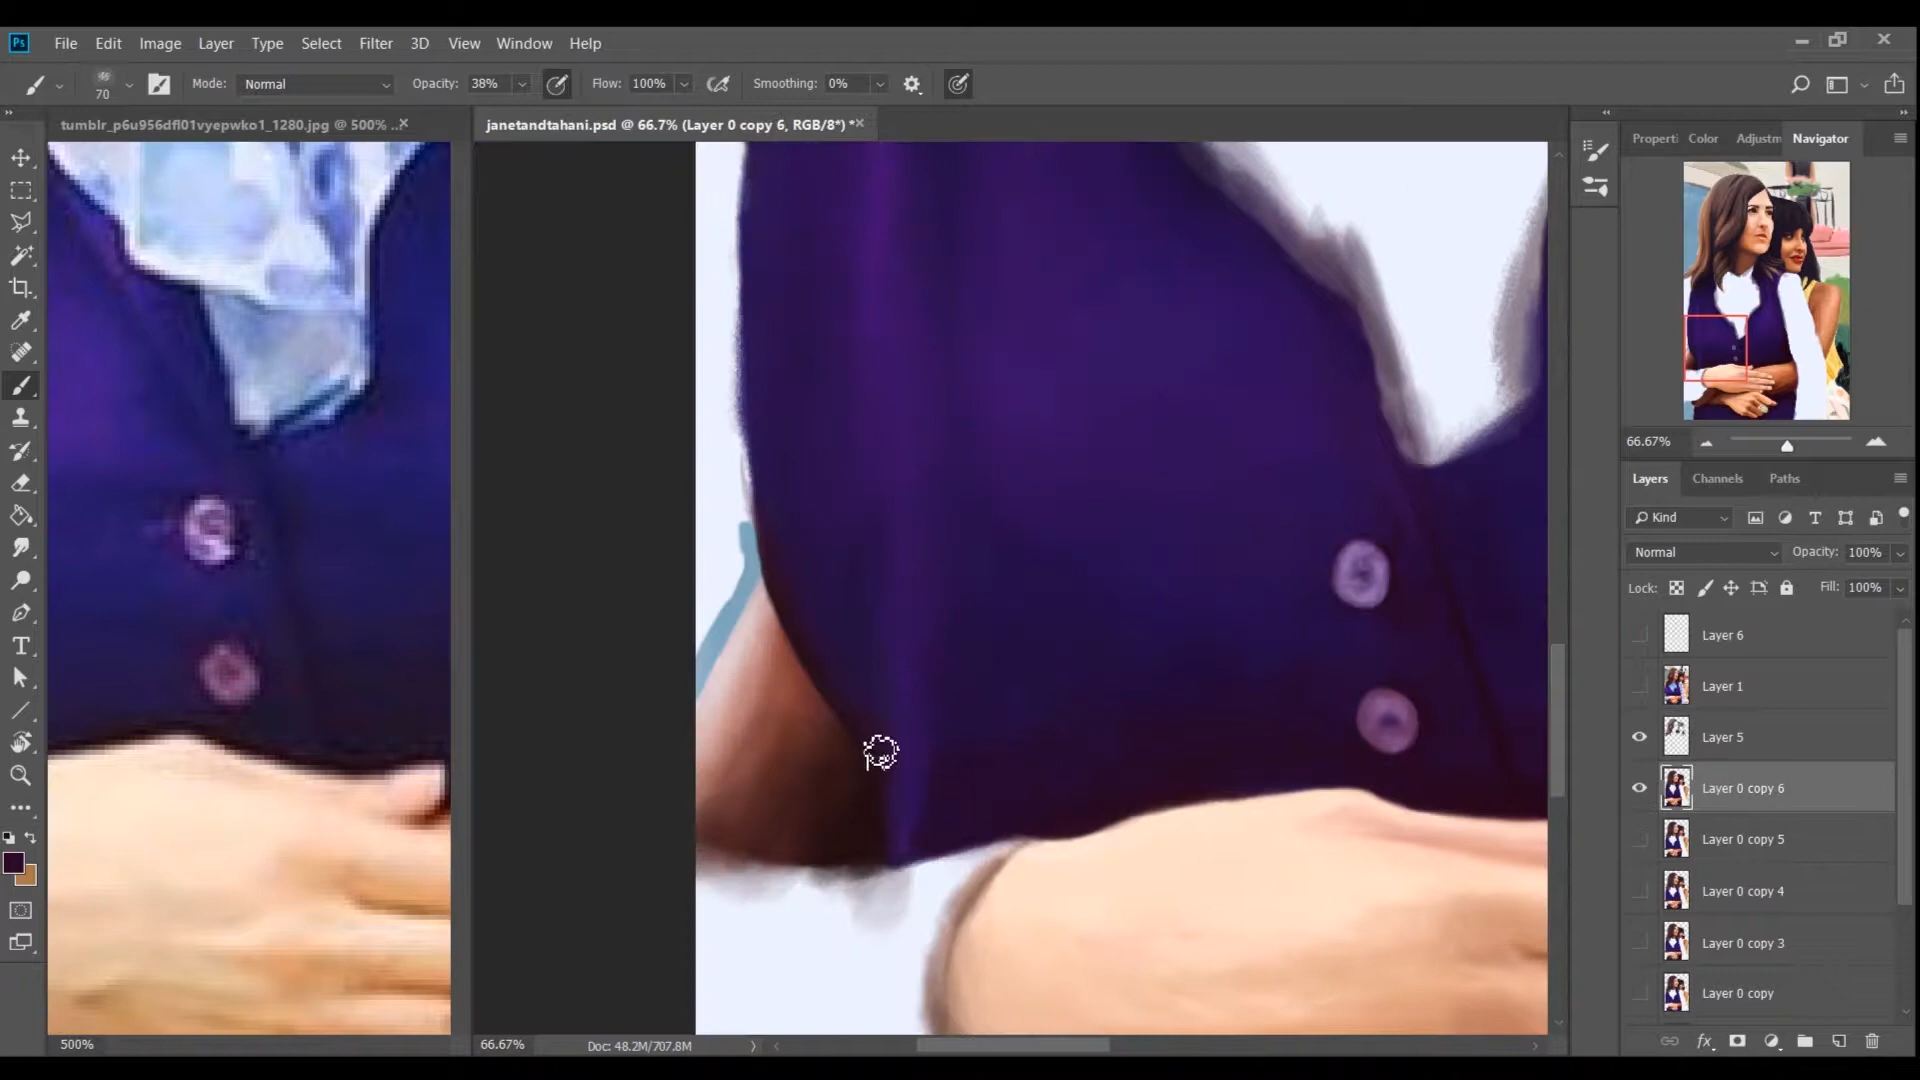 Ps File Edit Image Layer Type Select Filter 3D View Window Help
70 Mode: Normal Opacity: 38% Flow: 100% Smoothing: 0%
tumblr_p6u956dfl01vyepwko1_1280.jpg @ 500% ... janetandtahani.psd @ 66.7% (Layer 0 copy 6, RGB/8*) *
Properti Color Adjustm Navigator
66.67%
Layers Channels Paths
Kind
Normal Opacity: 100%
Lock: Fill: 100%
Layer 6
Layer 1
Layer 5
Layer 0 copy 6
Layer 0 copy 5
Layer 0 copy 4
Layer 0 copy 3
Layer 0 copy
500% 66.67% Doc: 48.2M/707.8M